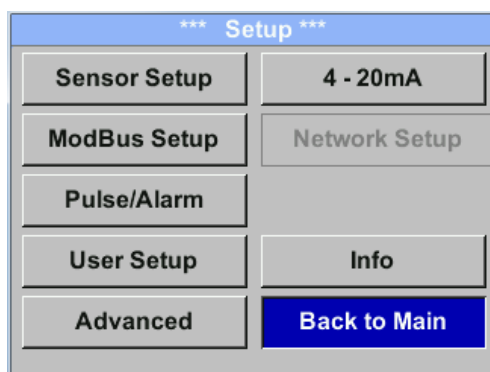 *** Setup ***
Sensor Setup
4 - 20mA
ModBus Setup
Network Setup
Pulse/Alarm
User Setup
Info
Advanced
Back to Main